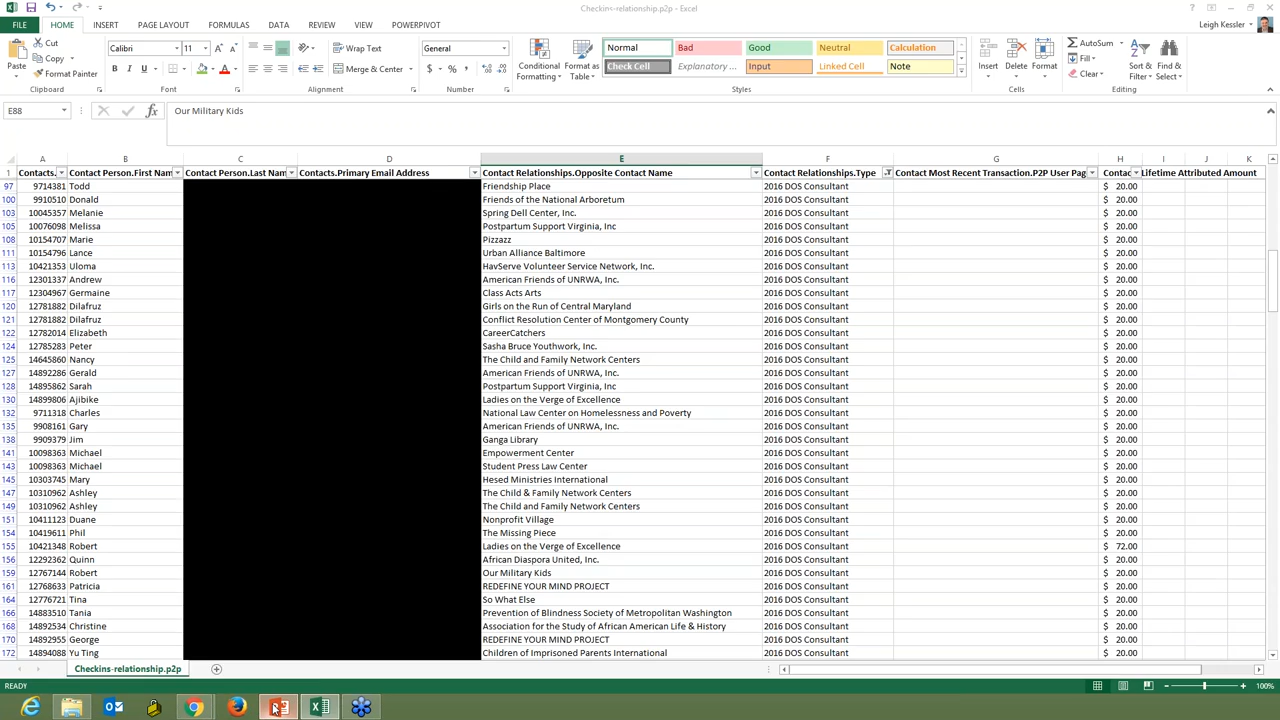 Checkins-relationship.p2p - Excel
FILE HOME INSERT PAGE LAYOUT FORMULAS DATA REVIEW VIEW POWERPIVOT Leigh Kessler
Cut Calibri 11 Wrap Text General Normal Bad Good Neutral Calculation AutoSum
Copy Fill
Paste Format Painter B I U Merge & Center $ % , Conditional Formatting Format as Table Check Cell Explanatory ... Input Linked Cell Note Insert Delete Format Clear Sort & Filter Find & Select
Clipboard Font Alignment Number Styles Cells Editing
E88 fx Our Military Kids
A B C D E F G H I J K
1 Contacts. Contact Person.First Nam Contact Person.Last Nam Contacts.Primary Email Address Contact Relationships.Opposite Contact Name Contact Relationships.Type Contact Most Recent Transaction.P2P User Pag Contac Lifetime Attributed Amount
97 9714381 Todd Friendship Place 2016 DOS Consultant $ 20.00
100 9910510 Donald Friends of the National Arboretum 2016 DOS Consultant $ 20.00
103 10045357 Melanie Spring Dell Center, Inc. 2016 DOS Consultant $ 20.00
105 10076098 Melissa Postpartum Support Virginia, Inc 2016 DOS Consultant $ 20.00
108 10154707 Marie Pizzazz 2016 DOS Consultant $ 20.00
111 10154796 Lance Urban Alliance Baltimore 2016 DOS Consultant $ 20.00
113 10421353 Uloma HavServe Volunteer Service Network, Inc. 2016 DOS Consultant $ 20.00
116 12301337 Andrew American Friends of UNRWA, Inc. 2016 DOS Consultant $ 20.00
117 12304967 Germaine Class Acts Arts 2016 DOS Consultant $ 20.00
120 12781882 Dilafruz Girls on the Run of Central Maryland 2016 DOS Consultant $ 20.00
121 12781882 Dilafruz Conflict Resolution Center of Montgomery County 2016 DOS Consultant $ 20.00
122 12782014 Elizabeth CareerCatchers 2016 DOS Consultant $ 20.00
124 12785283 Peter Sasha Bruce Youthwork, Inc. 2016 DOS Consultant $ 20.00
125 14645860 Nancy The Child and Family Network Centers 2016 DOS Consultant $ 20.00
127 14892286 Gerald American Friends of UNRWA, Inc. 2016 DOS Consultant $ 20.00
128 14895862 Sarah Postpartum Support Virginia, Inc 2016 DOS Consultant $ 20.00
130 14899806 Ajibike Ladies on the Verge of Excellence 2016 DOS Consultant $ 20.00
132 9711318 Charles National Law Center on Homelessness and Poverty 2016 DOS Consultant $ 20.00
135 9908161 Gary American Friends of UNRWA, Inc. 2016 DOS Consultant $ 20.00
138 9909379 Jim Ganga Library 2016 DOS Consultant $ 20.00
141 10098363 Michael Empowerment Center 2016 DOS Consultant $ 20.00
143 10098363 Michael Student Press Law Center 2016 DOS Consultant $ 20.00
145 10303745 Mary Hesed Ministries International 2016 DOS Consultant $ 20.00
147 10310962 Ashley The Child & Family Network Centers 2016 DOS Consultant $ 20.00
149 10310962 Ashley The Child and Family Network Centers 2016 DOS Consultant $ 20.00
151 10411123 Duane Nonprofit Village 2016 DOS Consultant $ 20.00
154 10419611 Phil The Missing Piece 2016 DOS Consultant $ 20.00
155 10421348 Robert Ladies on the Verge of Excellence 2016 DOS Consultant $ 72.00
156 12292362 Quinn African Diaspora United, Inc. 2016 DOS Consultant $ 20.00
159 12767144 Robert Our Military Kids 2016 DOS Consultant $ 20.00
161 12768633 Patricia REDEFINE YOUR MIND PROJECT 2016 DOS Consultant $ 20.00
164 12776721 Tina So What Else 2016 DOS Consultant $ 20.00
166 14883510 Tania Prevention of Blindness Society of Metropolitan Washington 2016 DOS Consultant $ 20.00
168 14892534 Christine Association for the Study of African American Life & History 2016 DOS Consultant $ 20.00
170 14892955 George REDEFINE YOUR MIND PROJECT 2016 DOS Consultant $ 20.00
172 14894088 Yu Ting Children of Imprisoned Parents International 2016 DOS Consultant $ 20.00
Checkins-relationship.p2p
READY 100%